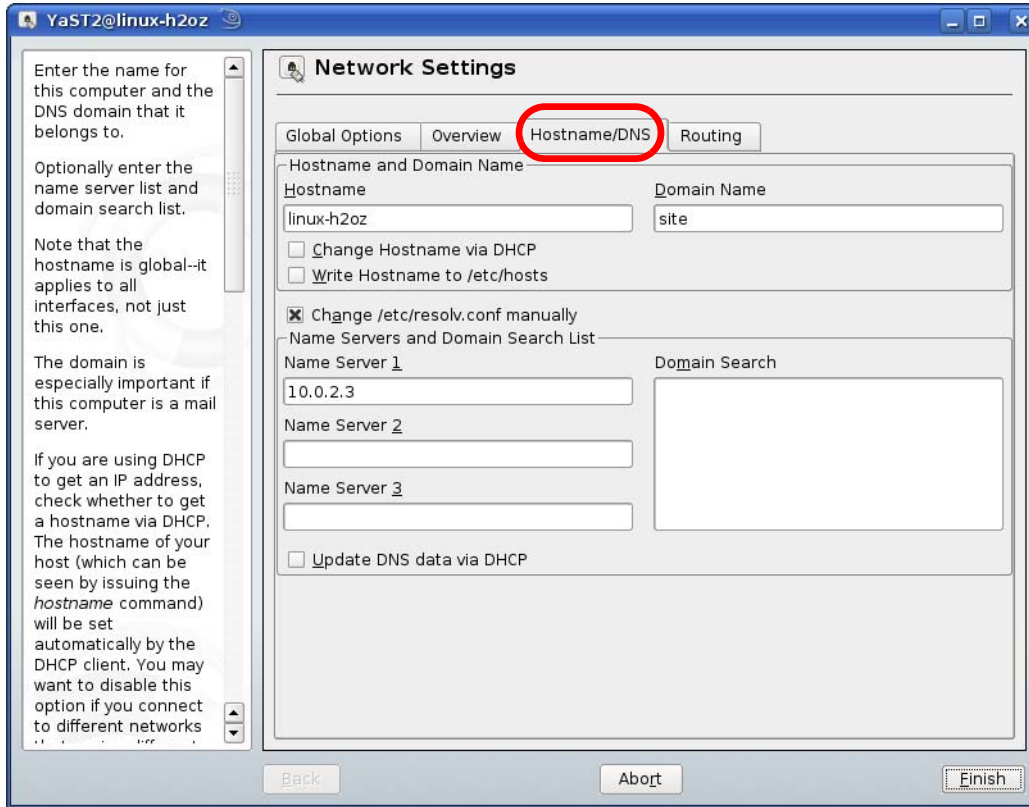 YaST2@linux-h2oz
Enter the name for
this computer and the
DNS domain that it
belongs to.
Optionally enter the
name server list and
domain search list.
Note that the
hostname is global--it
applies to all
interfaces, not just
this one.
The domain is
especially important if
this computer is a mail
server.
If you are using DHCP
to get an IP address,
check whether to get
a hostname via DHCP.
The hostname of your
host (which can be
seen by issuing the
hostname command)
will be set
automatically by the
DHCP client. You may
want to disable this
option if you connect
to different networks
Network Settings
Global Options Overview Hostname/DNS Routing
Hostname and Domain Name
Hostname Domain Name
linux-h2oz site
Change Hostname via DHCP
Write Hostname to /etc/hosts
Change /etc/resolv.conf manually
Name Servers and Domain Search List
Name Server 1 Domain Search
10.0.2.3
Name Server 2
Name Server 3
Update DNS data via DHCP
Back Abort Finish